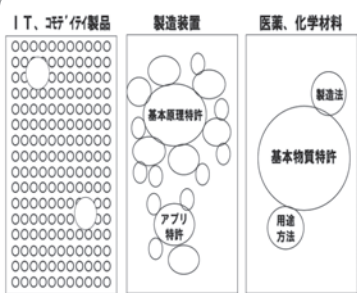 ＩＴ、ｺﾓﾃﾞｨﾃｨ製品
製造装置
医薬、化学材料
基本原理特許
アプリ
特許
製造法
基本物質特許
用途
方法